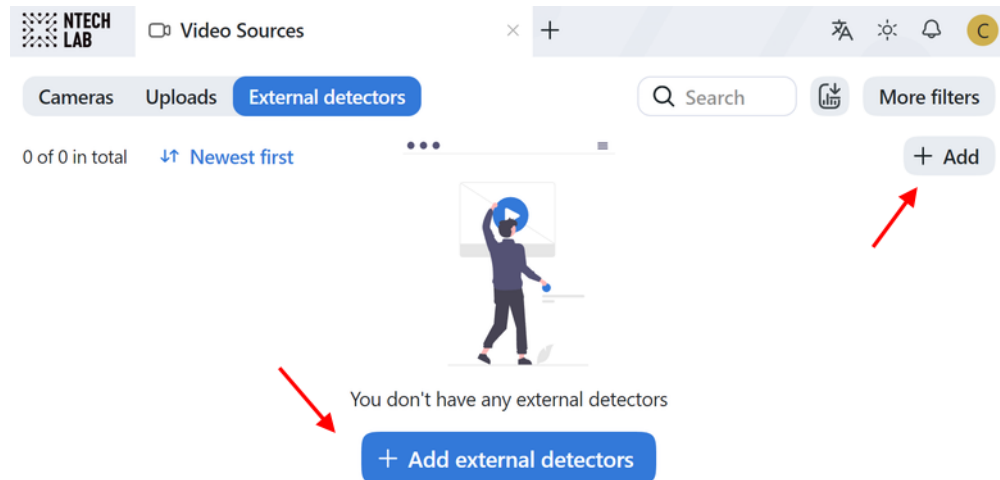 NTECH
LAB
Video Sources
C
Cameras Uploads External detectors
Search
More filters
0 of 0 in total
Newest first
+ Add
You don't have any external detectors
+ Add external detectors